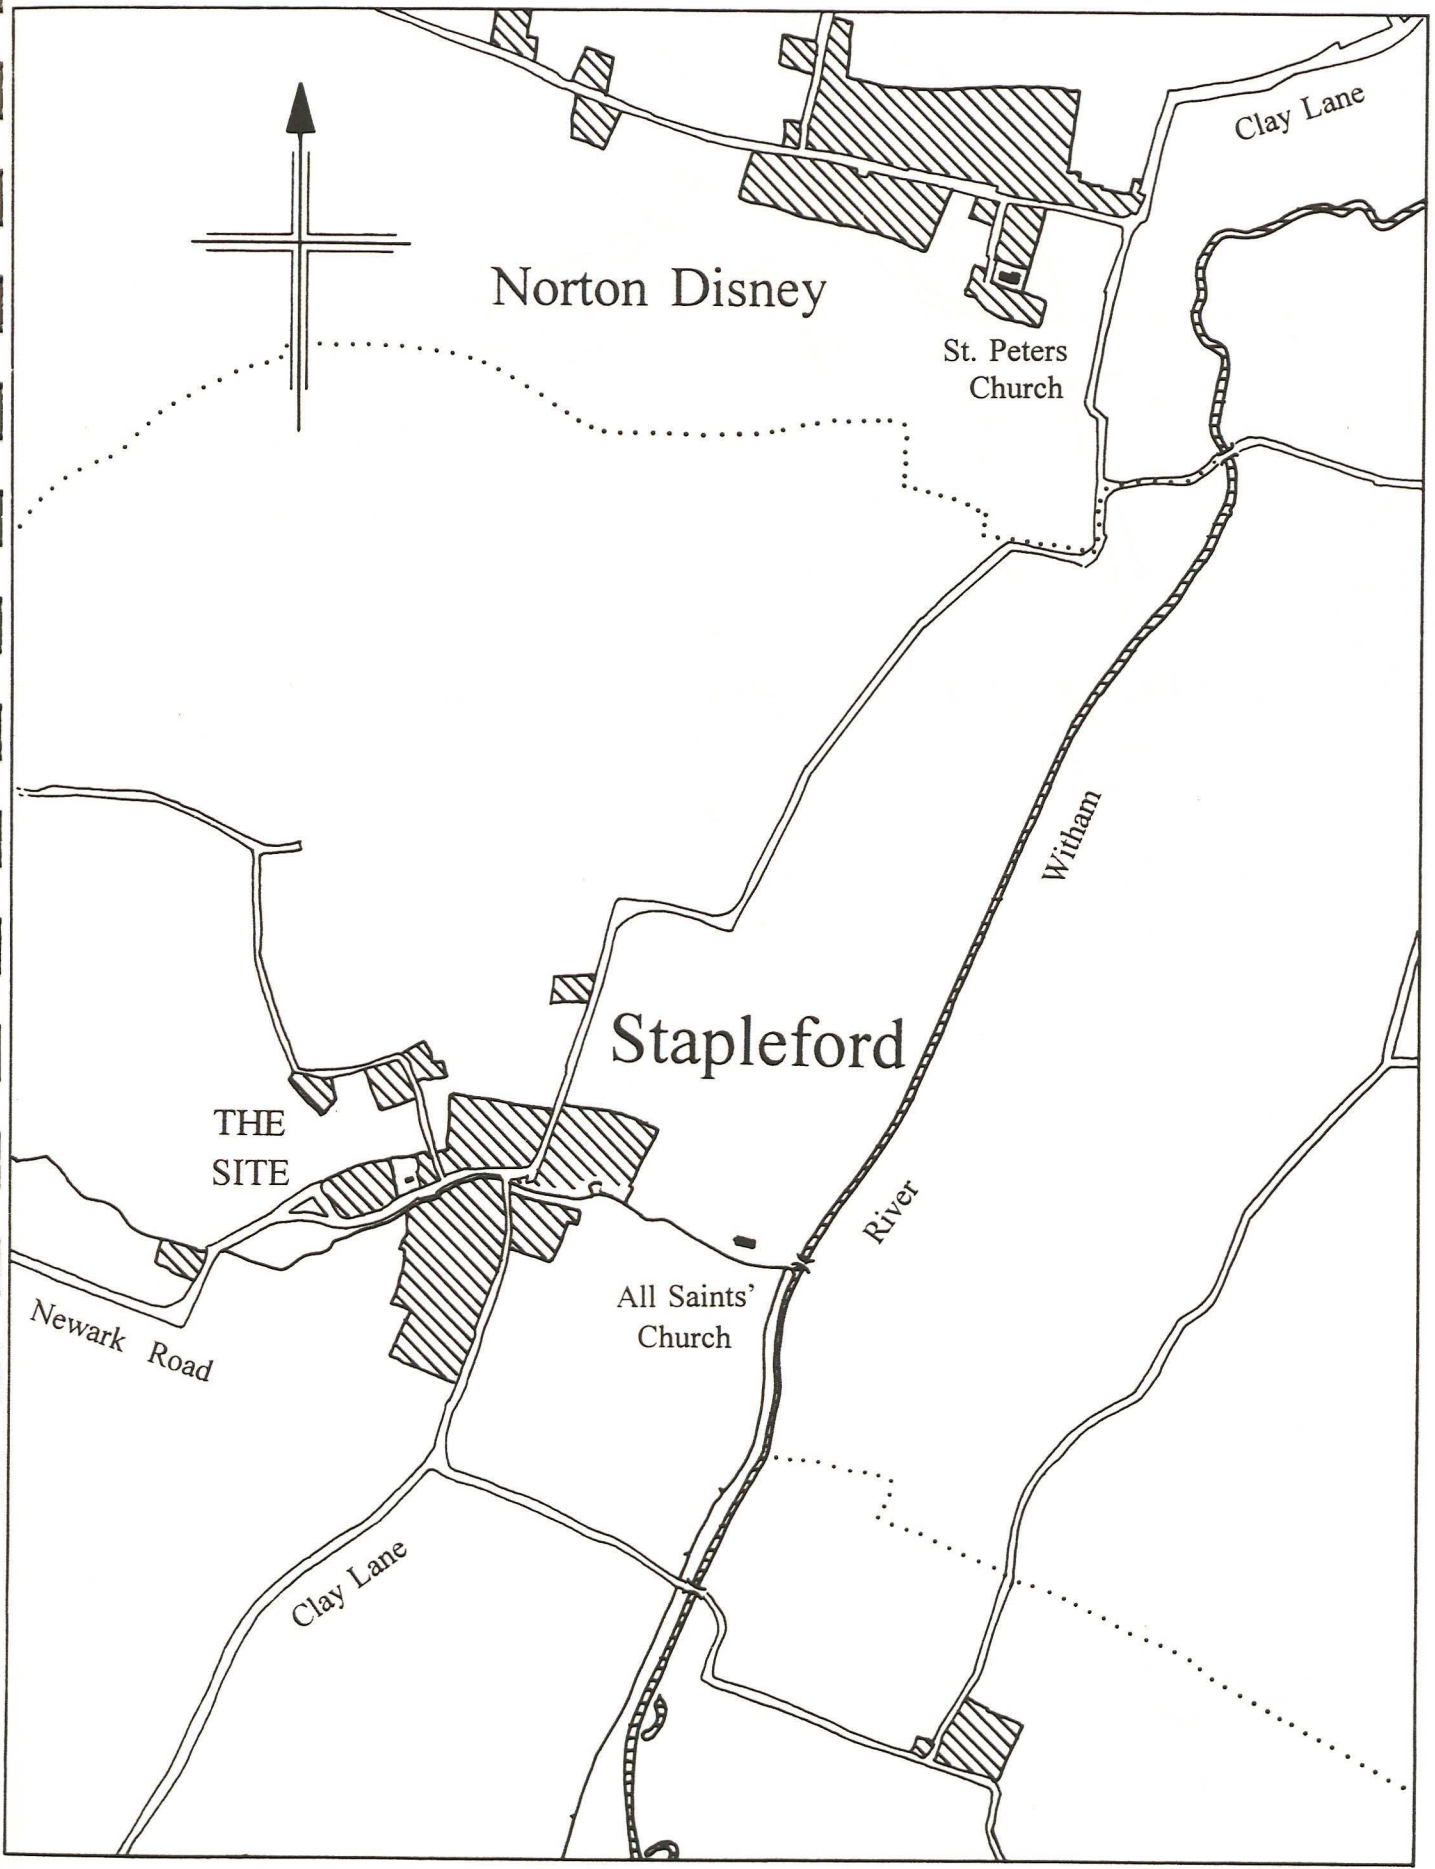 Clay Lane
Norton Disney
St. Peters
Church
Witham
Stapleford
THE
SITE
River
All Saints'
Church
Newark Road
Clay Lane